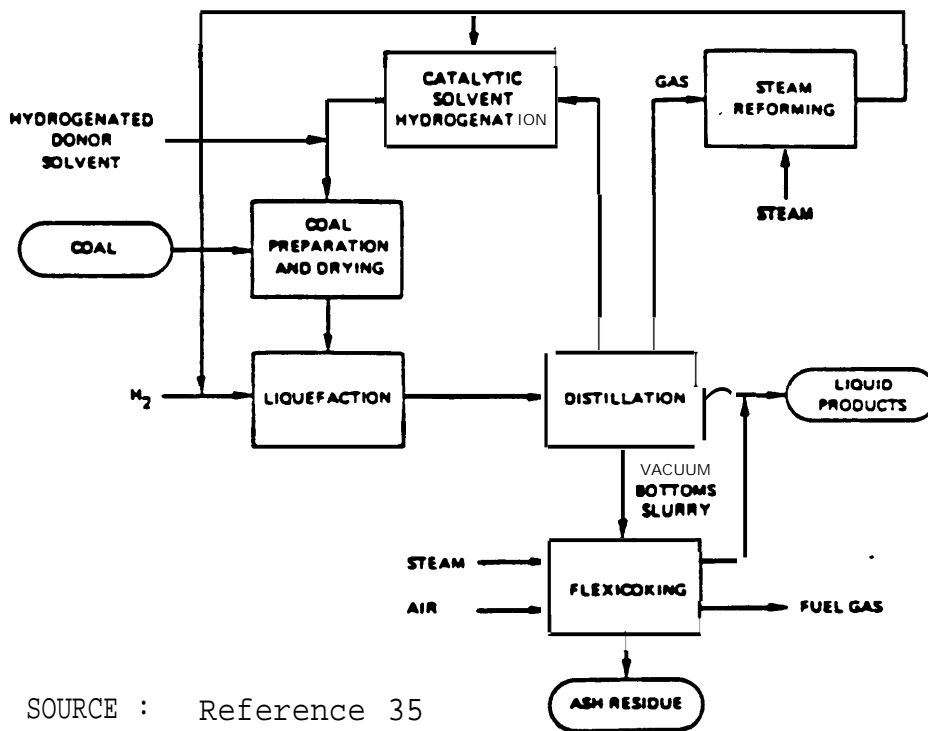 CATALYTIC
SOLVENT
HYDROGENATION
GAS
STEAM
REFORMING
HYDROGENATED
DONOR
SOLVENT
STEAM
COAL
COAL
PREPARATION
AND DRYING
H2
LIQUEFACTION
DISTILLATION
LIQUID
PRODUCTS
VACUUM
BOTTOMS
SLURRY
STEAM
AIR
FLEXICOKING
FUEL GAS
ASH RESIDUE
SOURCE : Reference 35